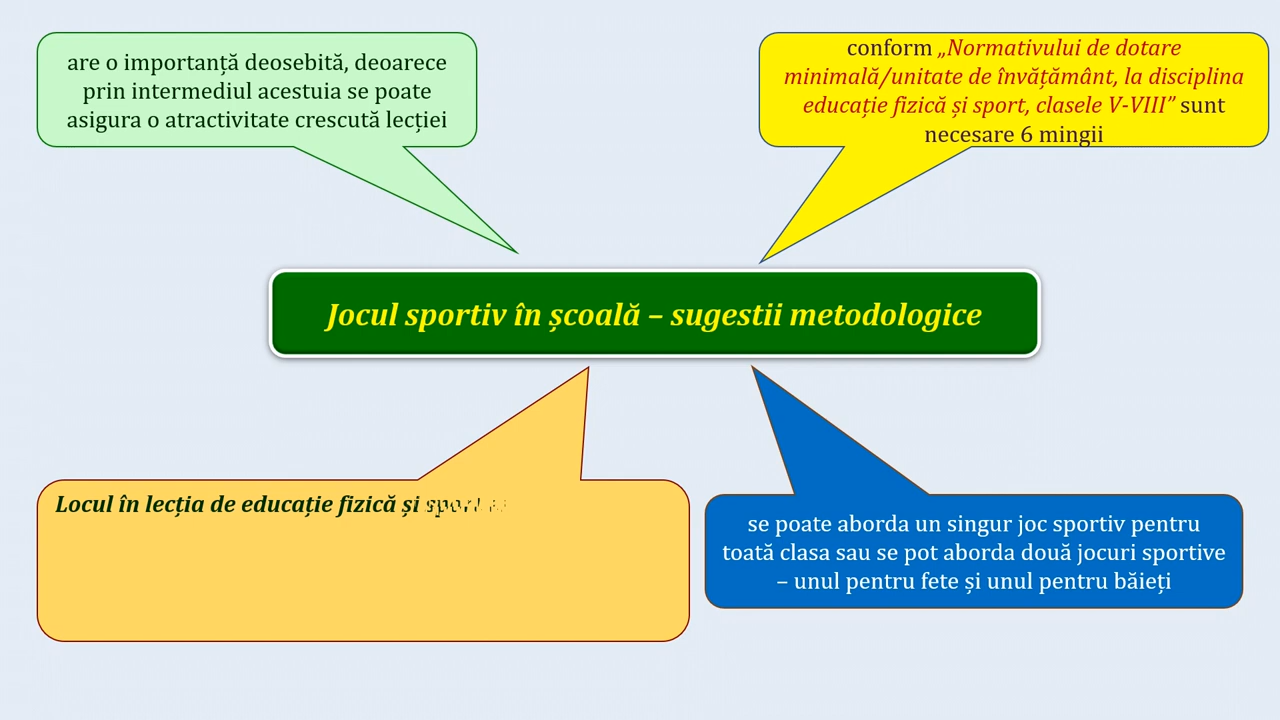 are o importanță deosebită, deoarece
prin intermediul acestuia se poate
asigura o atractivitate crescută lecției
conform „Normativului de dotare
minimală/unitate de învățământ, la disciplina
educație fizică și sport, clasele V-VIII” sunt
necesare 6 mingii
Jocul sportiv în școală – sugestii metodologice
Locul în lecția de educație fizică și
se poate aborda un singur joc sportiv pentru
toată clasa sau se pot aborda două jocuri sportive
– unul pentru fete și unul pentru băieți